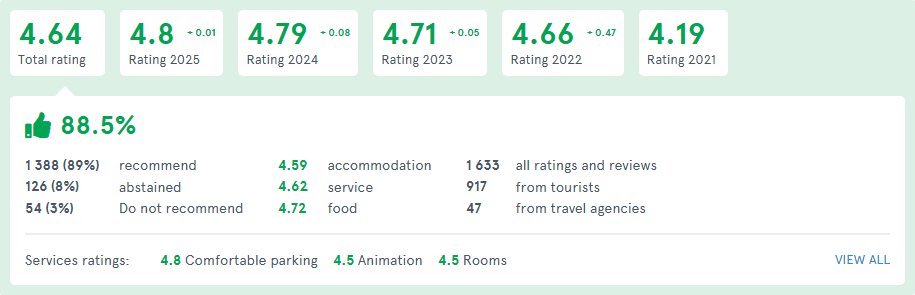 4.64
Total rating
4.8 + 0.01
Rating 2025
4.79 + 0.08
Rating 2024
4.71 + 0.05
Rating 2023
4.66 + 0.47
Rating 2022
4.19
Rating 2021
88.5%
1 388 (89%) recommend 4.59 accommodation 1 633 all ratings and reviews
126 (8%) abstained 4.62 service 917 from tourists
54 (3%) Do not recommend 4.72 food 47 from travel agencies
Services ratings: 4.8 Comfortable parking 4.5 Animation 4.5 Rooms VIEW ALL